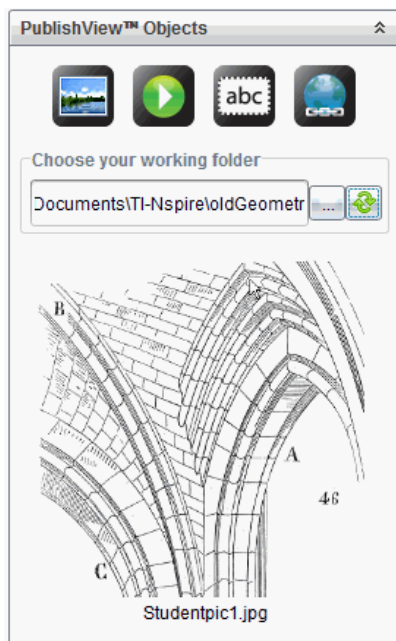 PublishView™ Objects
abc
Choose your working folder
Documents\TI-Nspire\oldGeometr
...
B
A
46
C
Studentpic1.jpg